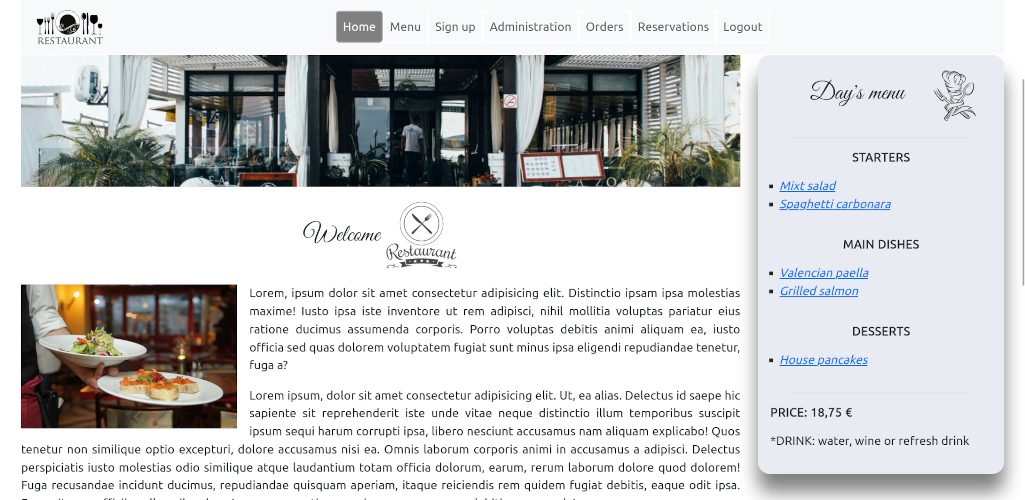 RESTAURANT
Home Menu Sign up Administration Orders Reservations Logout
Welcome
Restaurant
Lorem, ipsum dolor sit amet consectetur adipisicing elit. Distinctio ipsam ipsa molestias
maxime! Iusto ipsa iste inventore ut rem adipisci, nihil mollitia voluptas pariatur eius
ratione ducimus assumenda corporis. Porro voluptas debitis animi aliquam ea, iusto
officia sed quas dolorem voluptatem fugiat sunt minus ipsa eligendi repudiandae tenetur,
fuga a?
Lorem ipsum, dolor sit amet consectetur adipisicing elit. Ut, ea alias. Delectus id saepe hic
sapiente sit reprehenderit iste unde vitae neque distinctio illum temporibus suscipit
ipsum sequi harum corrupti ipsa, libero nesciunt accusamus nam aliquam explicabo! Quos
tenetur non similique optio excepturi, dolore accusamus nisi ea. Omnis laborum corporis animi in accusamus a adipisci. Delectus
perspiciatis iusto molestias odio similique atque laudantium totam officia dolorum, earum, rerum laborum dolore quod dolorem!
Fuga recusandae incidunt ducimus, repudiandae quisquam aperiam, itaque reiciendis rem quidem fugiat debitis, eaque odit ipsa.
Day's menu
STARTERS
Mixt salad
Spaghetti carbonara
MAIN DISHES
Valencian paella
Grilled salmon
DESSERTS
House pancakes
PRICE: 18,75 €
*DRINK: water, wine or refresh drink